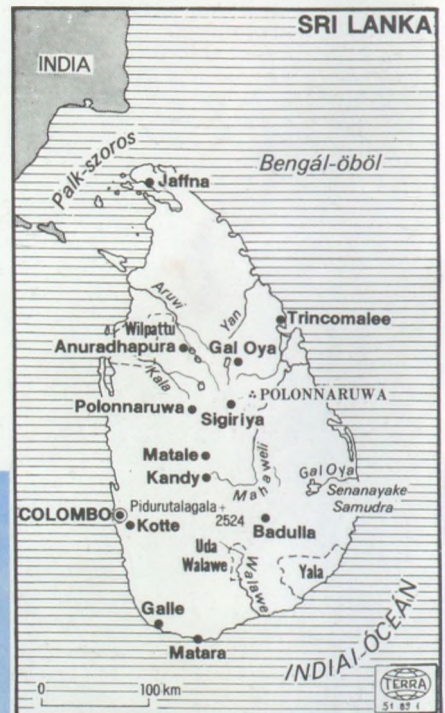 SRI LANKA
INDIA
Palk-szoros
Bengál-öböl
Jaffna
Aruvi
Yan
Trincomalee
Wilpattu
Anuradhapura
Gal Oya
Kala
POLONNARUWA
Polonnaruwa
Sigiriya
Matale
Mahaweli
Gal Oya
Kandy
Senanayake
Samudra
Pidurutalagala
COLOMBO
2524
Kotte
Badulla
Uda
Walawe
Walawe
Yala
Galle
Matara
INDIAI-ÓCEÁN
0 100 km
TERRA